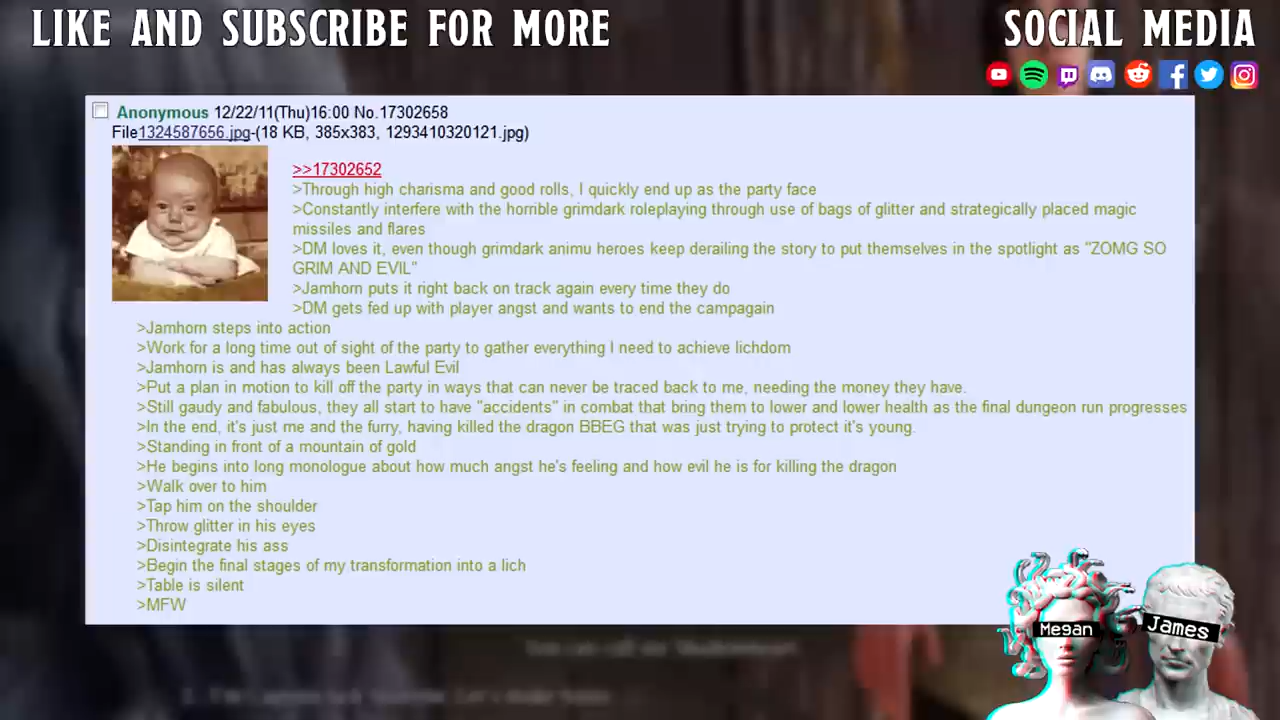 LIKE AND SUBSCRIBE FOR MORE
SOCIAL MEDIA
Anonymous 12/22/11(Thu)16:00 No.17302658
File1324587656.jpg-(18 KB, 385x383, 1293410320121.jpg)
>>17302652
>Through high charisma and good rolls, I quickly end up as the party face
>Constantly interfere with the horrible grimdark roleplaying through use of bags of glitter and strategically placed magic
missiles and flares
>DM loves it, even though grimdark animu heroes keep derailing the story to put themselves in the spotlight as "ZOMG SO
GRIM AND EVIL"
>Jamhorn puts it right back on track again every time they do
>DM gets fed up with player angst and wants to end the campagain
>Jamhorn steps into action
>Work for a long time out of sight of the party to gather everything I need to achieve lichdom
>Jamhorn is and has always been Lawful Evil
>Put a plan in motion to kill off the party in ways that can never be traced back to me, needing the money they have.
>Still gaudy and fabulous, they all start to have "accidents" in combat that bring them to lower and lower health as the final dungeon run progresses
>In the end, it's just me and the furry, having killed the dragon BBEG that was just trying to protect it's young.
>Standing in front of a mountain of gold
>He begins into long monologue about how much angst he's feeling and how evil he is for killing the dragon
>Walk over to him
>Tap him on the shoulder
>Throw glitter in his eyes
>Disintegrate his ass
>Begin the final stages of my transformation into a lich
>Table is silent
>MFW
Megan
James